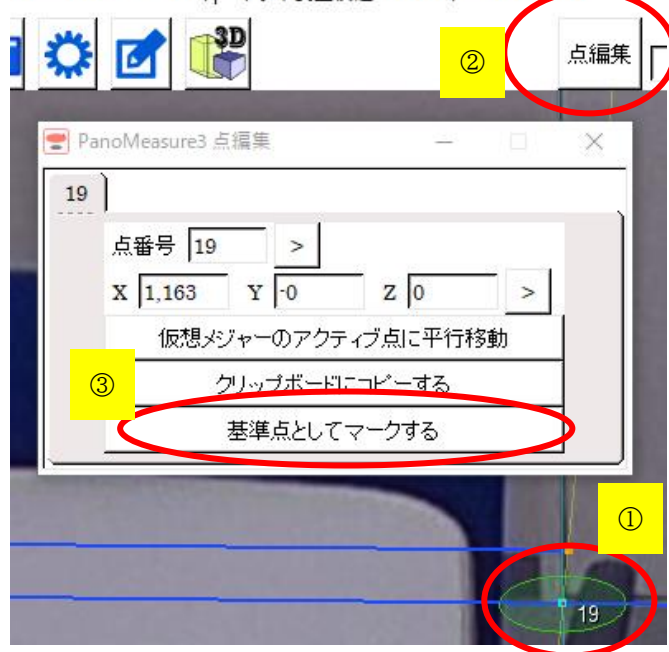 3D
②
点編集
PanoMeasure3 点編集
19
点番号 19 >
X 1,163 Y -0 Z 0 >
仮想メジャーのアクティブ点に平行移動
③
クリップボードにコピーする
基準点としてマークする
①
19